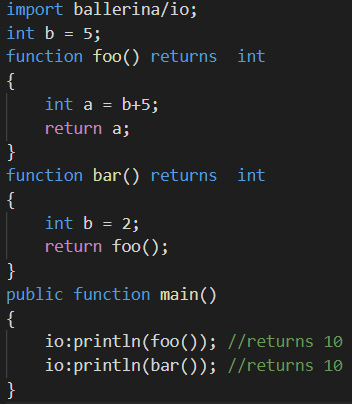 import ballerina/io;
int b = 5;
function foo() returns  int
{
    int a = b+5;
    return a;
}
function bar() returns  int
{
    int b = 2;
    return foo();
}
public function main()
{
    io:println(foo()); //returns 10
    io:println(bar()); //returns 10
}